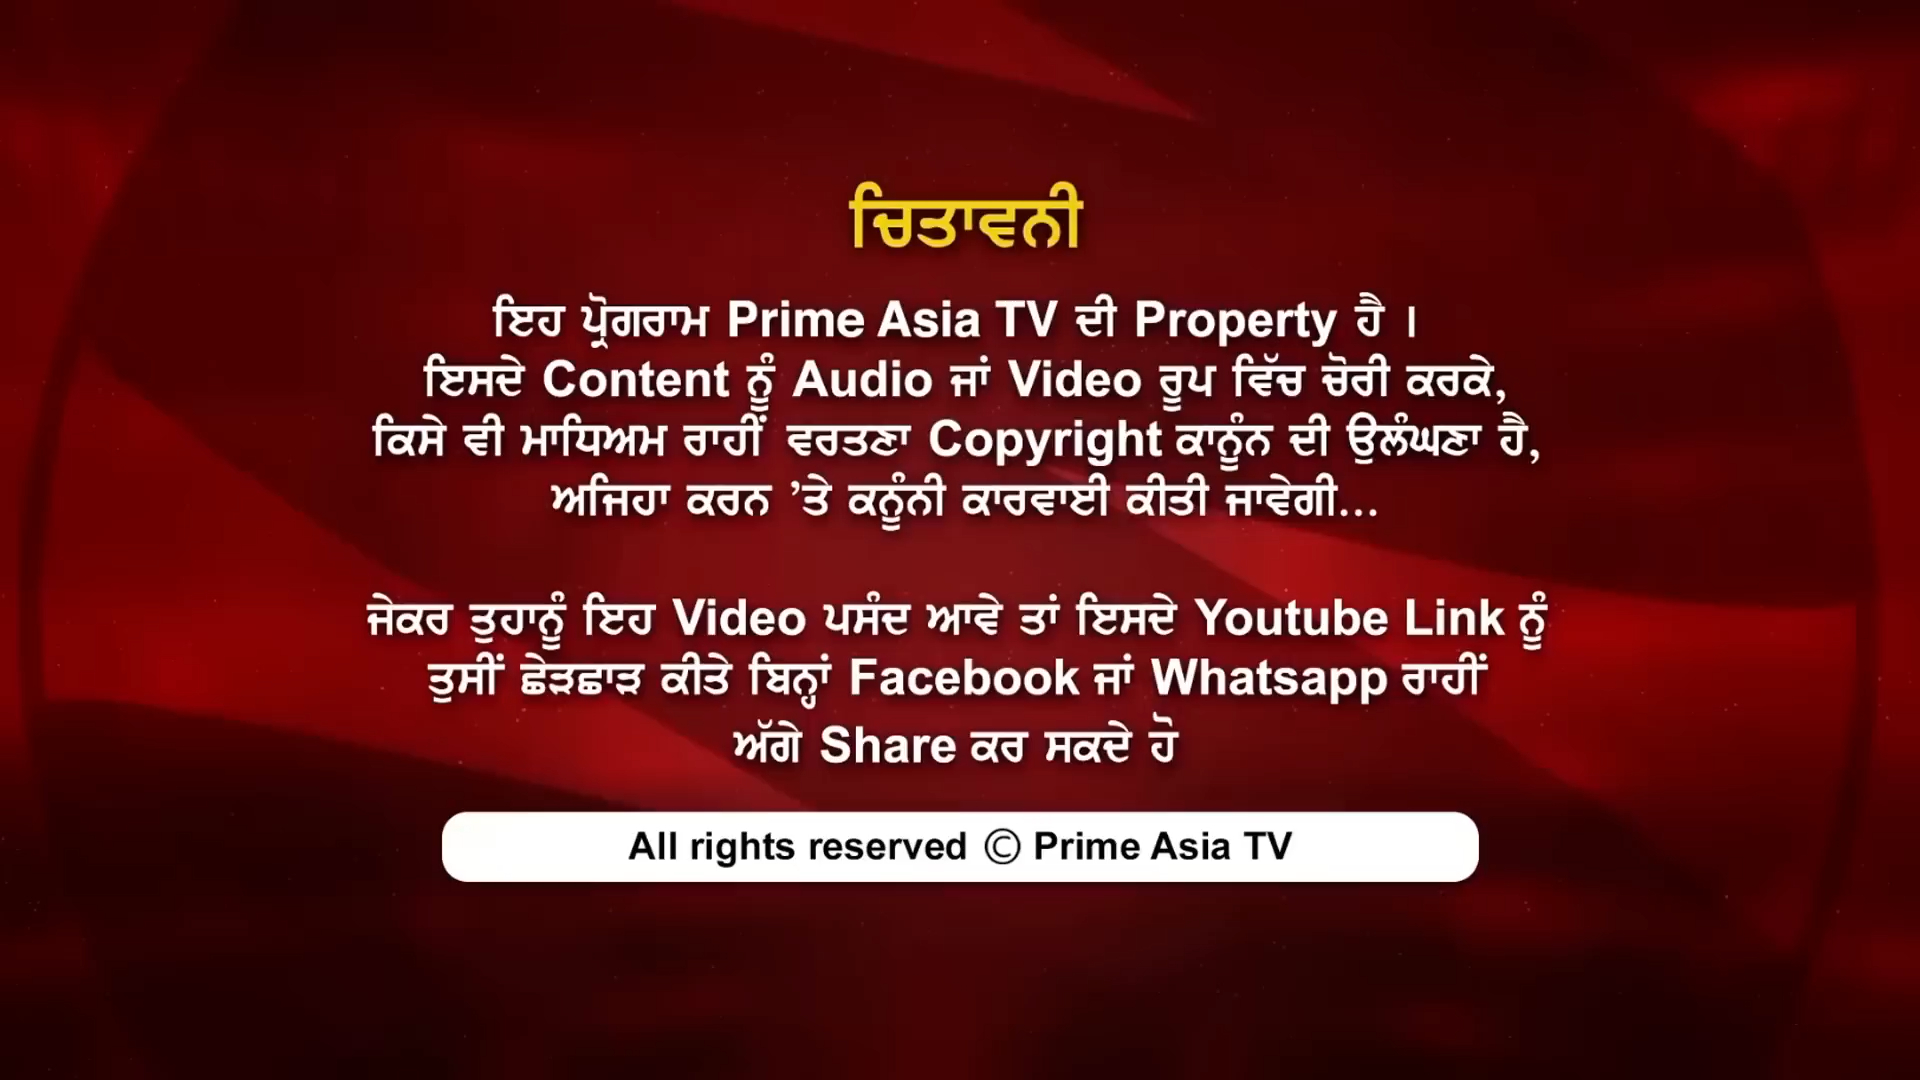 ਚਿਤਾਵਨੀ
ਇਹ ਪ੍ਰੋਗਰਾਮ Prime Asia TV ਦੀ Property ਹੈ ।
ਇਸਦੇ Content ਨੂੰ Audio ਜਾਂ Video ਰੂਪ ਵਿੱਚ ਚੋਰੀ ਕਰਕੇ,
ਕਿਸੇ ਵੀ ਮਾਧਿਅਮ ਰਾਹੀਂ ਵਰਤਣਾ Copyright ਕਾਨੂੰਨ ਦੀ ਉਲੰਘਣਾ ਹੈ,
ਅਜਿਹਾ ਕਰਨ ’ਤੇ ਕਨੂੰਨੀ ਕਾਰਵਾਈ ਕੀਤੀ ਜਾਵੇਗੀ...
ਜੇਕਰ ਤੁਹਾਨੂੰ ਇਹ Video ਪਸੰਦ ਆਵੇ ਤਾਂ ਇਸਦੇ Youtube Link ਨੂੰ
ਤੁਸੀਂ ਛੇੜਛਾੜ ਕੀਤੇ ਬਿਨ੍ਹਾਂ Facebook ਜਾਂ Whatsapp ਰਾਹੀਂ
ਅੱਗੇ Share ਕਰ ਸਕਦੇ ਹੋ
All rights reserved © Prime Asia TV